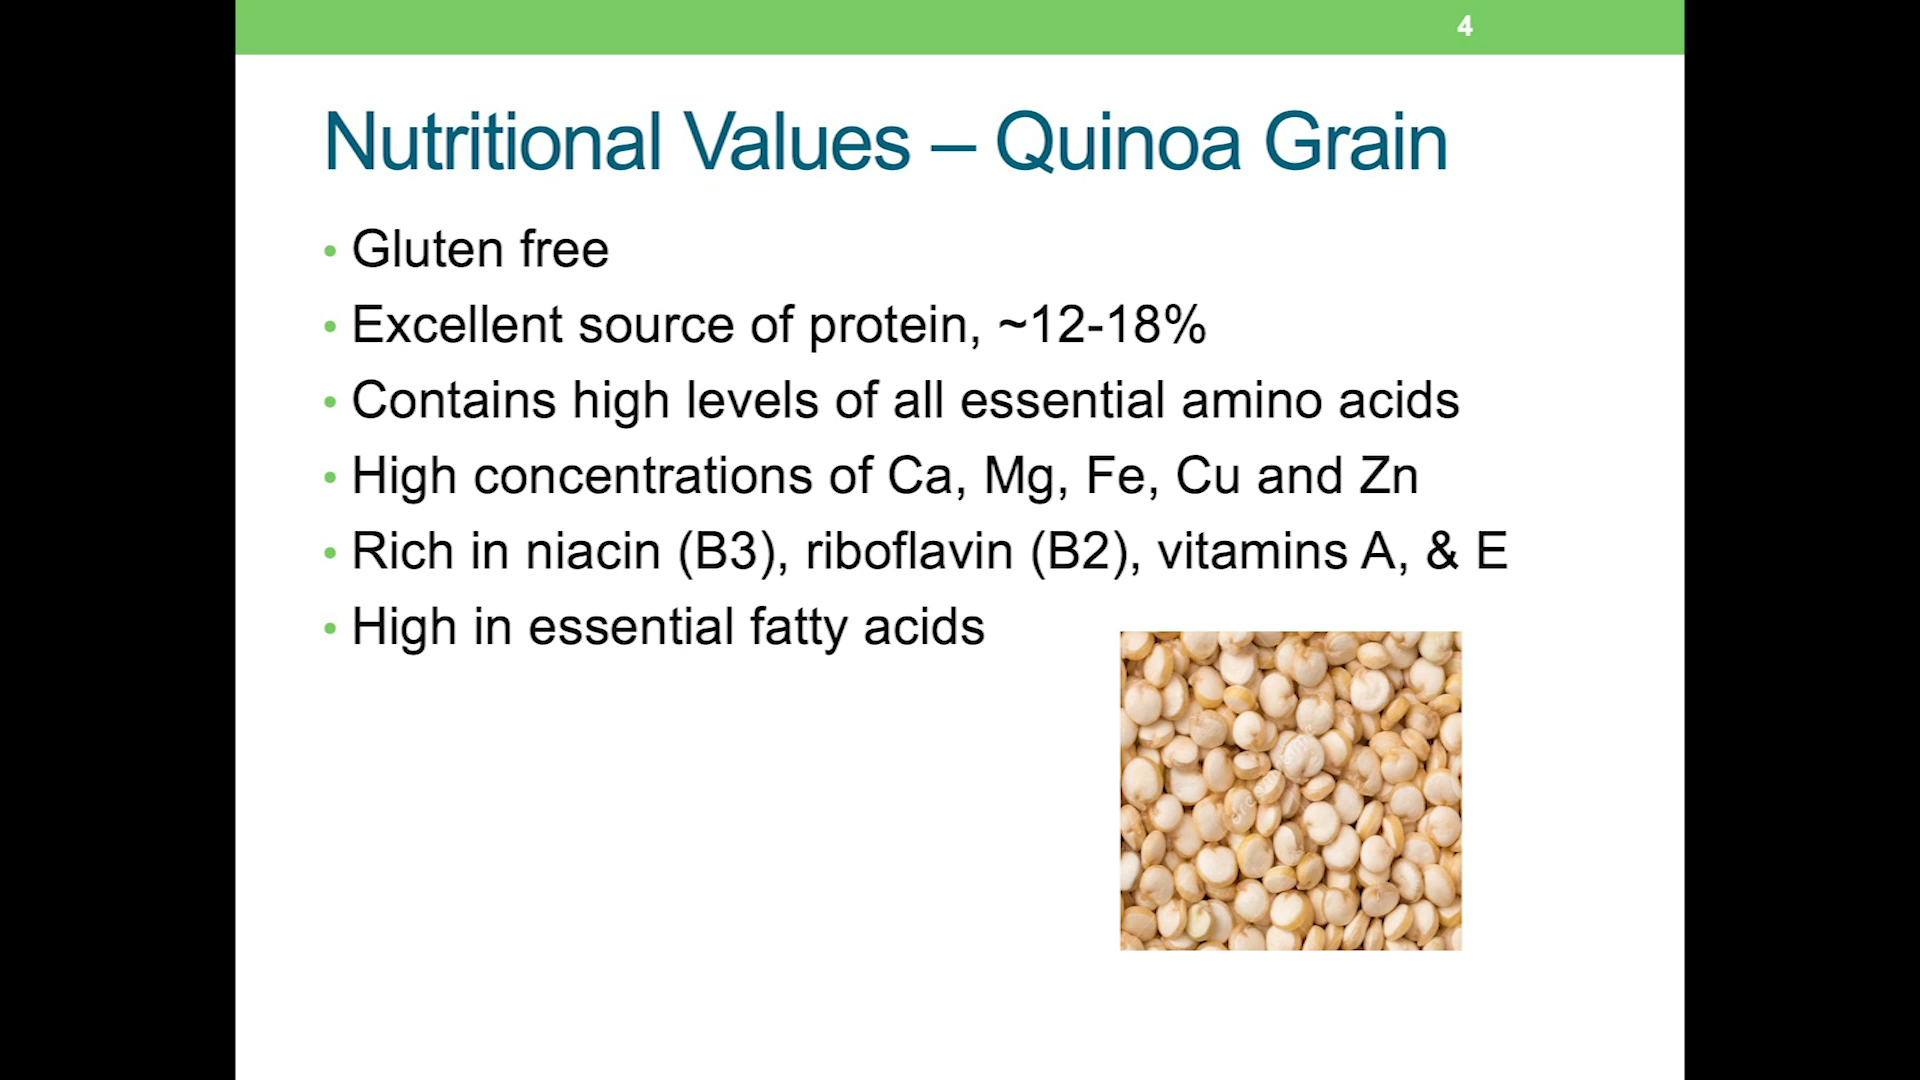 4
Nutritional Values – Quinoa Grain
• Gluten free
• Excellent source of protein, ~12-18%
• Contains high levels of all essential amino acids
• High concentrations of Ca, Mg, Fe, Cu and Zn
• Rich in niacin (B3), riboflavin (B2), vitamins A, & E
• High in essential fatty acids